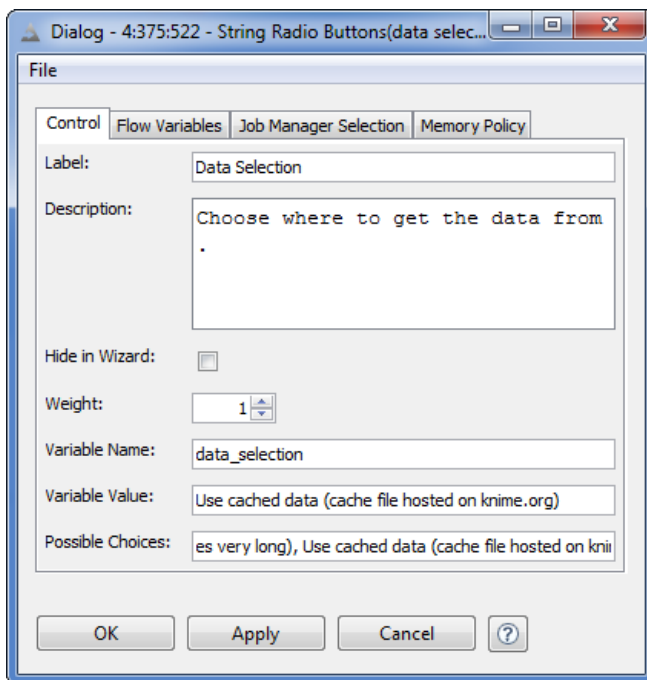 Dialog - 4:375:522 - String Radio Buttons(data selec...
File
Control Flow Variables Job Manager Selection Memory Policy
Label: Data Selection
Description: Choose where to get the data from
.
Hide in Wizard:
Weight: 1
Variable Name: data_selection
Variable Value: Use cached data (cache file hosted on knime.org)
Possible Choices: es very long), Use cached data (cache file hosted on kni
OK Apply Cancel ?